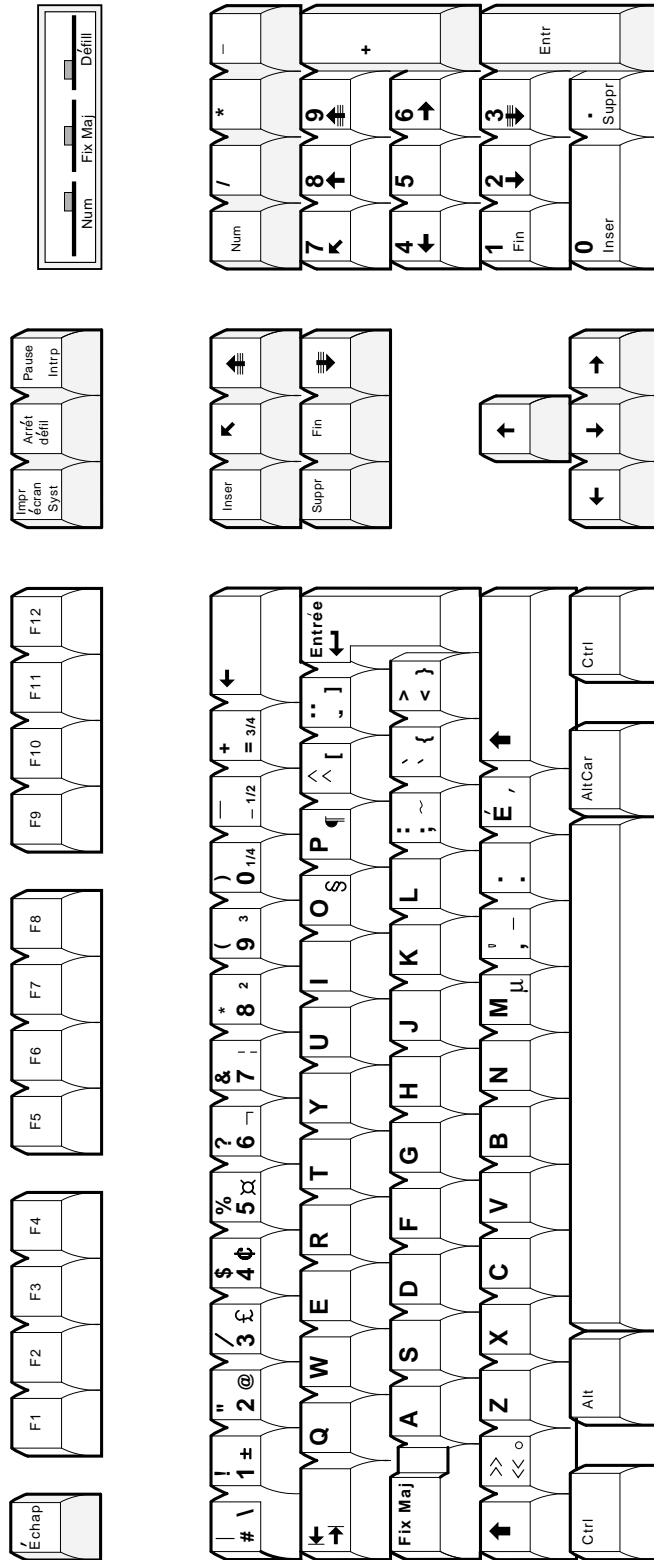 Échap F1 F2 F3 F4 F5 F6 F7 F8 F9 F10 F11 F12
Impr écran Syst
Arrêt défil
Pause Intrp
Num Fix Maj Défill
| # \
! 1 ±
" 2 @
/ 3 £
$ 4 ¢
% 5 ¤
? 6 ¬
& 7 ¦
* 8 2
( 9 3
) 0 1/4
_ - 1/2
+ = 3/4
Inser
Num / * -
Q W E R T Y U I O § P ¶
^ ^ [
¨ ¸ ]
Entrée
Suppr Fin
7 8 9 +
Fix Maj A S D F G H J K L
: ; ~
` {
> < }
4 5 6
>> << °
Z X C V B N M µ
' , -
. .
É ´
1 Fin 2 3 Entr
Ctrl Alt AltCar Ctrl
0 Inser
. Suppr